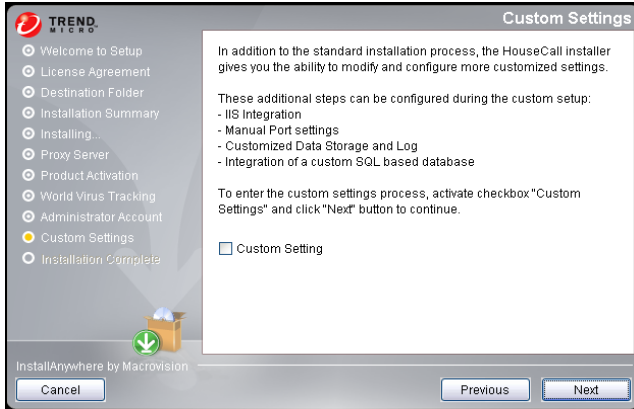 TREND
MICRO
Custom Settings
Welcome to Setup
License Agreement
Destination Folder
Installation Summary
Installing...
Proxy Server
Product Activation
World Virus Tracking
Administrator Account
Custom Settings
Installation Complete
In addition to the standard installation process, the HouseCall installer
gives you the ability to modify and configure more customized settings.
These additional steps can be configured during the custom setup:
- IIS Integration
- Manual Port settings
- Customized Data Storage and Log
- Integration of a custom SQL based database
To enter the custom settings process, activate checkbox "Custom
Settings" and click "Next" button to continue.
Custom Setting
InstallAnywhere by Macrovision
Cancel
Previous
Next